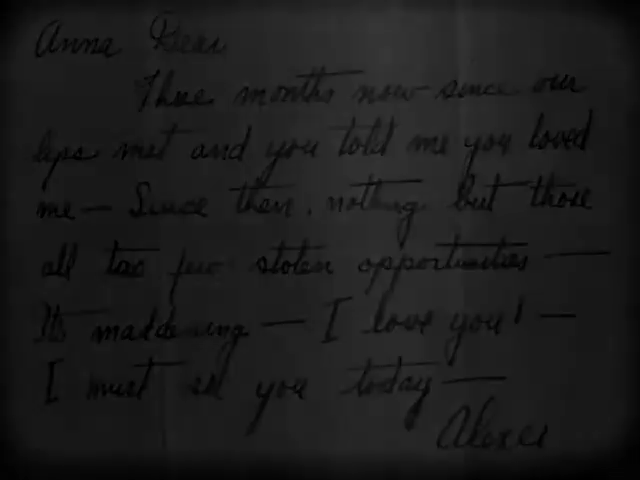 Anna Dear
Three months now since our
lips met and you told me you loved
me — Since then, nothing but those
all too few stolen opportunities —
It's maddening — I love you! —
I must see you today —
Alexei